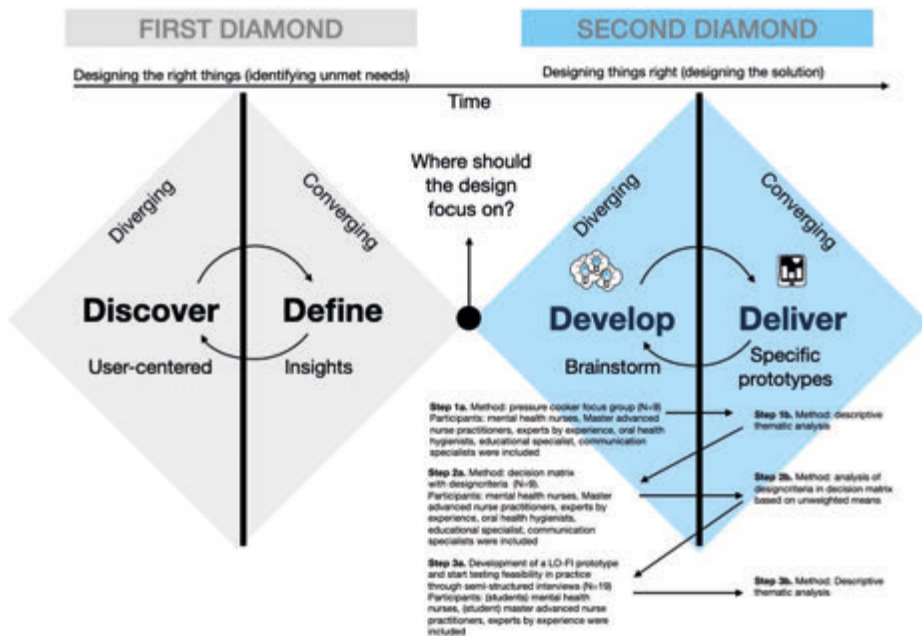 FIRST DIAMOND
SECOND DIAMOND
Designing the right things (identifying unmet needs)
Designing things right (designing the solution)
Time
Where should
the design
focus on?
Diverging
Converging
Diverging
Converging
Discover
Define
Develop
Deliver
User-centered
Insights
Brainstorm
Specific
prototypes
Step 1a. Method: pressure cooker focus group (N=9)
Participants: mental health nurses, Master advanced
nurse practitioners, experts by experience, oral health
hygienists, educational specialist, communication
specialists were included
Step 1b. Method: descriptive
thematic analysis
Step 2a. Method: decision matrix
with designcriteria (N=9).
Participants: mental health nurses, Master
advanced nurse practitioners, experts by
experience, oral health hygienists,
educational specialist, communication
specialists were included
Step 2b. Method: analysis of
designcriteria in decision matrix
based on unweighted means
Step 3a. Development of a LO-FI prototype
and start testing feasibility in practice
through semi-structured interviews (N=19)
Participants: (students) mental health
nurses, (student) master advanced nurse
practitioners, experts by experience were
included
Step 3b. Method: Descriptive
thematic analysis